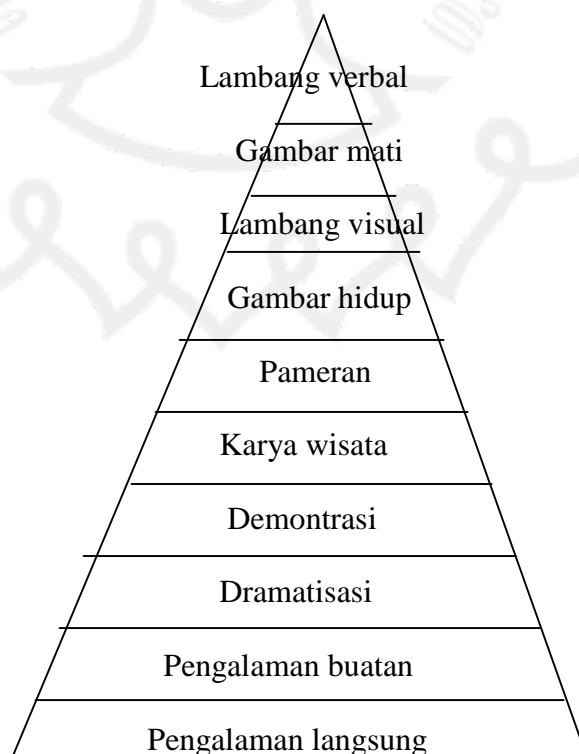 Lambang verbal
Gambar mati
Lambang visual
Gambar hidup
Pameran
Karya wisata
Demontrasi
Dramatisasi
Pengalaman buatan
Pengalaman langsung